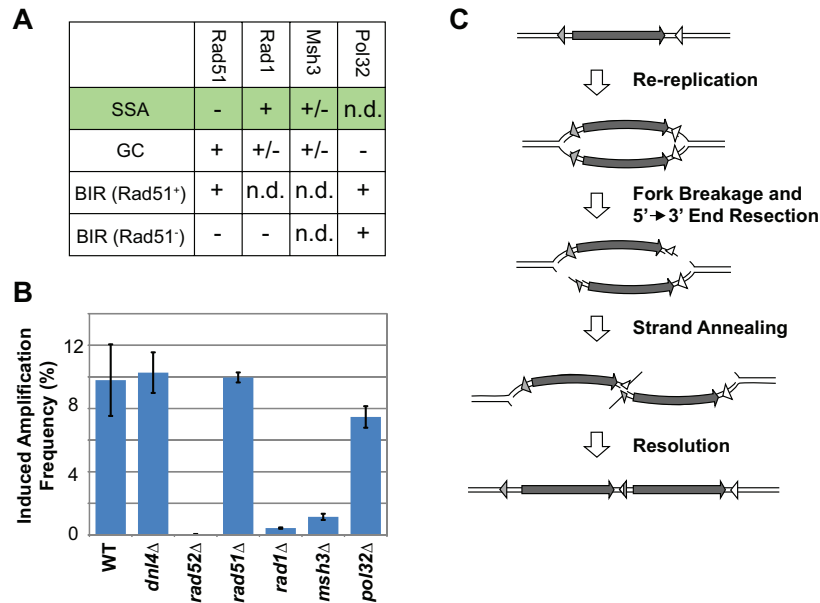 A
Rad51 Rad1 Msh3 Pol32
SSA - + +/- n.d.
GC + +/- +/- -
BIR (Rad51⁺) + n.d. n.d. +
BIR (Rad51⁻) - - n.d. +
B
Induced Amplification
Frequency (%)
12
8
4
0
WT dnl4Δ rad52Δ rad51Δ rad1Δ msh3Δ pol32Δ
C
Re-replication
Fork Breakage and
5'→3' End Resection
Strand Annealing
Resolution